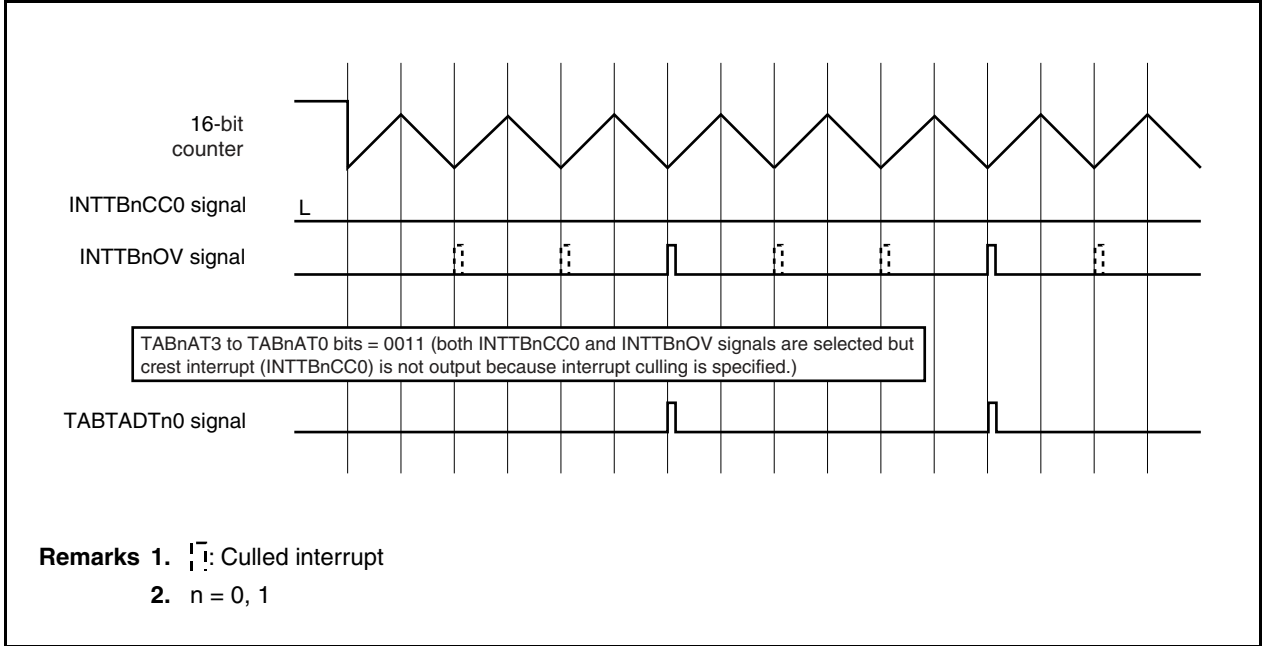 16-bit
counter
INTTBnCC0 signal
L
INTTBnOV signal
TABnAT3 to TABnAT0 bits = 0011 (both INTTBnCC0 and INTTBnOV signals are selected but
crest interrupt (INTTBnCC0) is not output because interrupt culling is specified.)
TABTADTn0 signal
Remarks 1. : Culled interrupt
2. n = 0, 1